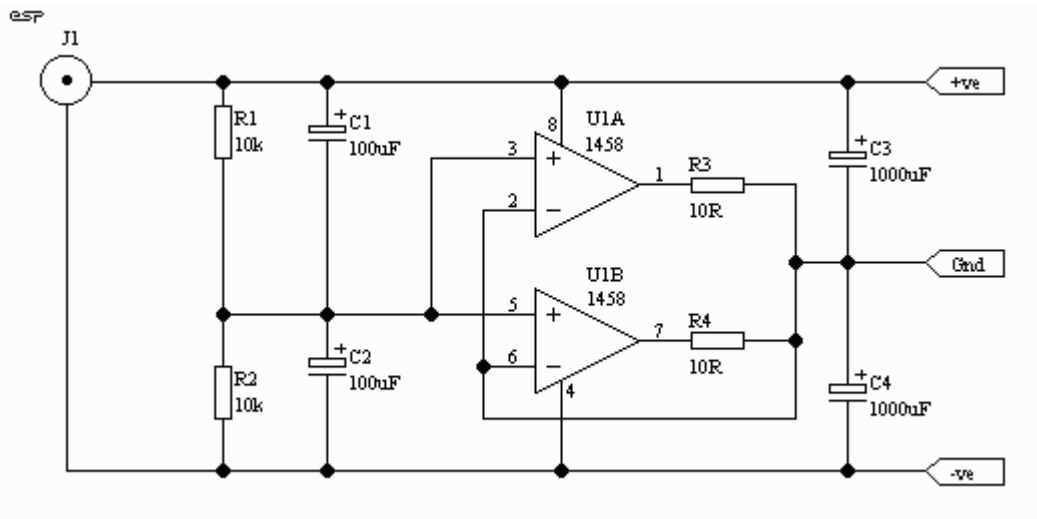 esp
J1
+ve
R1
10k
+
C1
100uF
8
U1A
1458
3
+
2
−
1
R3
10R
+
C3
1000uF
Gnd
U1B
1458
5
+
6
−
7
R4
10R
4
R2
10k
+
C2
100uF
+
C4
1000uF
-ve